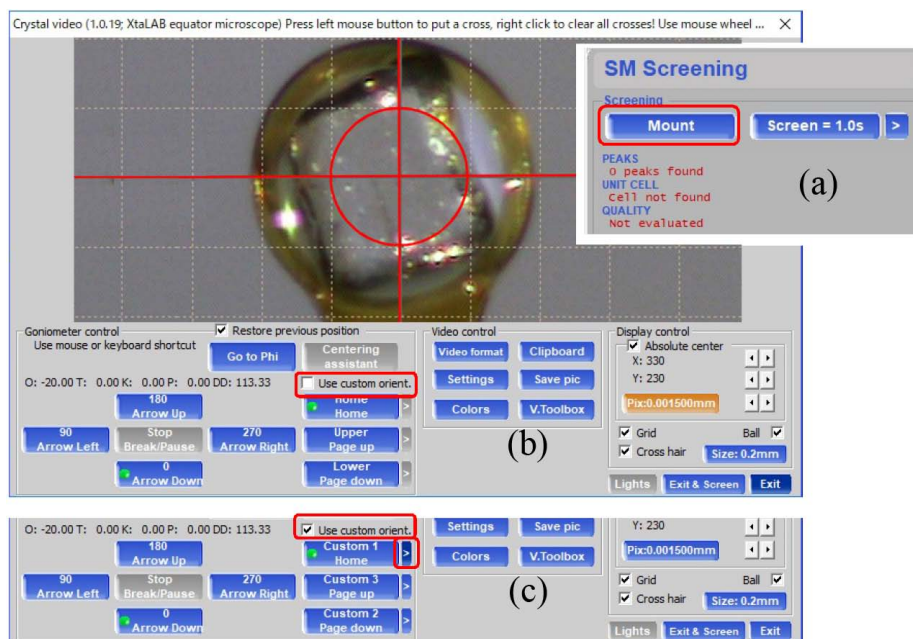 Crystal video (1.0.19; XtaLAB equator microscope) Press left mouse button to put a cross, right click to clear all crosses! Use mouse wheel ...
SM Screening
Screening
Mount
Screen = 1.0s
>
PEAKS
0 peaks found
UNIT CELL
Cell not found
QUALITY
Not evaluated
(a)
Goniometer control
Restore previous position
Use mouse or keyboard shortcut
Go to Phi
Centering
assistant
O: -20.00 T: 0.00 K: 0.00 P: 0.00 DD: 113.33
Use custom orient.
180
Arrow Up
Home
Home
>
90
Arrow Left
Stop
Break/Pause
270
Arrow Right
Upper
Page up
>
0
Arrow Down
Lower
Page down
>
Video control
Video format
Clipboard
Settings
Save pic
Colors
V.Toolbox
(b)
Display control
Absolute center
X: 330
Y: 230
Pix:0.001500mm
Grid
Ball
Cross hair
Size: 0.2mm
Lights
Exit & Screen
Exit
O: -20.00 T: 0.00 K: 0.00 P: 0.00 DD: 113.33
Use custom orient.
180
Arrow Up
Custom 1
Home
>
90
Arrow Left
Stop
Break/Pause
270
Arrow Right
Custom 3
Page up
>
0
Arrow Down
Custom 2
Page down
>
Settings
Save pic
Colors
V.Toolbox
(c)
Y: 230
Pix:0.001500mm
Grid
Ball
Cross hair
Size: 0.2mm
Lights
Exit & Screen
Exit